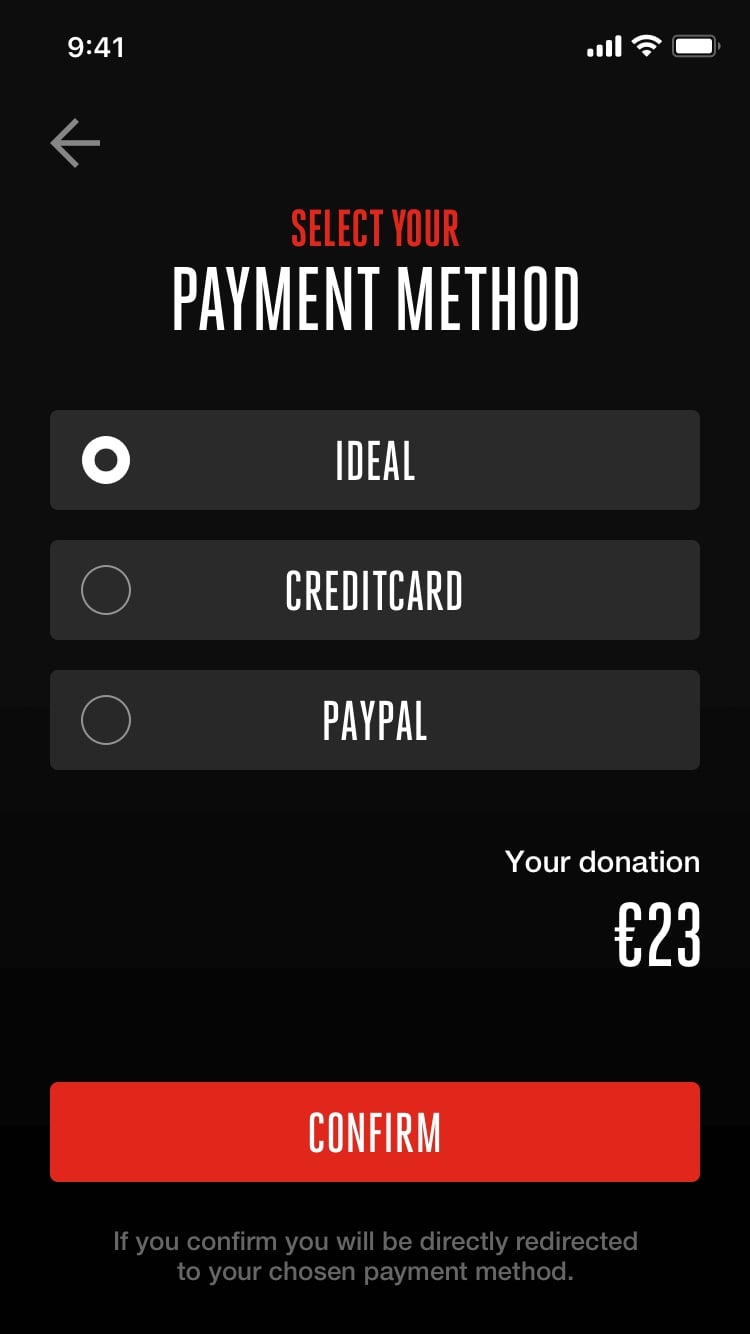 9:41
SELECT YOUR
PAYMENT METHOD
IDEAL
CREDITCARD
PAYPAL
Your donation
€23
CONFIRM
If you confirm you will be directly redirected
to your chosen payment method.